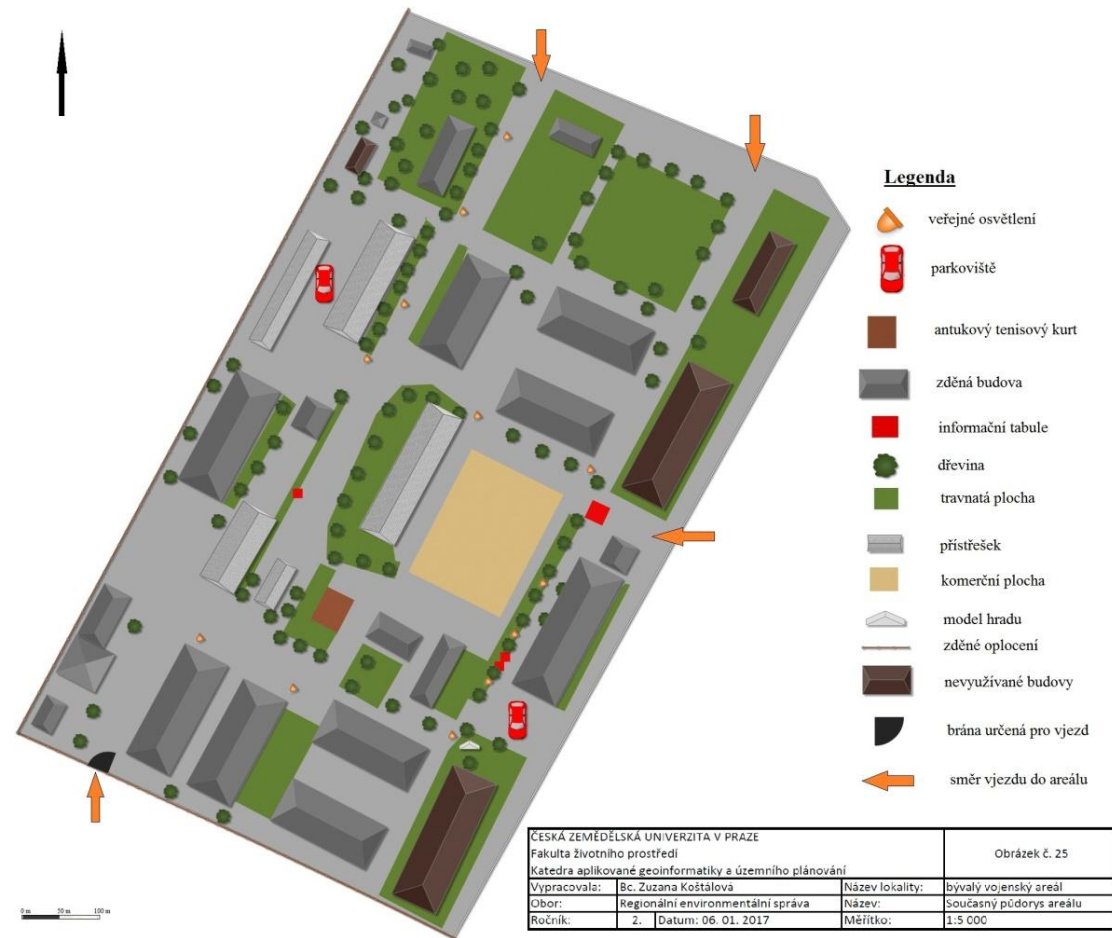 Legenda
veřejné osvětlení
parkoviště
antukový tenisový kurt
zděná budova
informační tabule
dřevina
travnatá plocha
přístřešek
komerční plocha
model hradu
zděné oplocení
nevyužívané budovy
brána určená pro vjezd
směr vjezdu do areálu
0 m 50 m 100 m
ČESKÁ ZEMĚDĚLSKÁ UNIVERZITA V PRAZE
Fakulta životního prostředí
Katedra aplikované geoinformatiky a územního plánování
Obrázek č. 25
Vypracovala: Bc. Zuzana Koštálová Název lokality: bývalý vojenský areál
Obor: Regionální environmentální správa Název: Současný půdorys areálu
Ročník: 2. Datum: 06. 01. 2017 Měřítko: 1:5 000